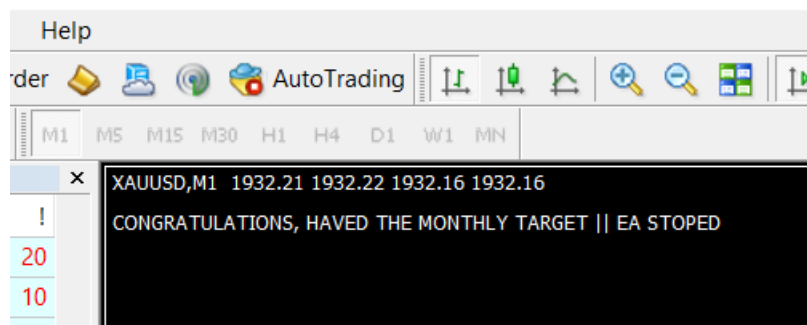 Help
rder AutoTrading
M1 M5 M15 M30 H1 H4 D1 W1 MN
XAUUSD,M1 1932.21 1932.22 1932.16 1932.16
!
CONGRATULATIONS, HAVED THE MONTHLY TARGET || EA STOPED
20
10